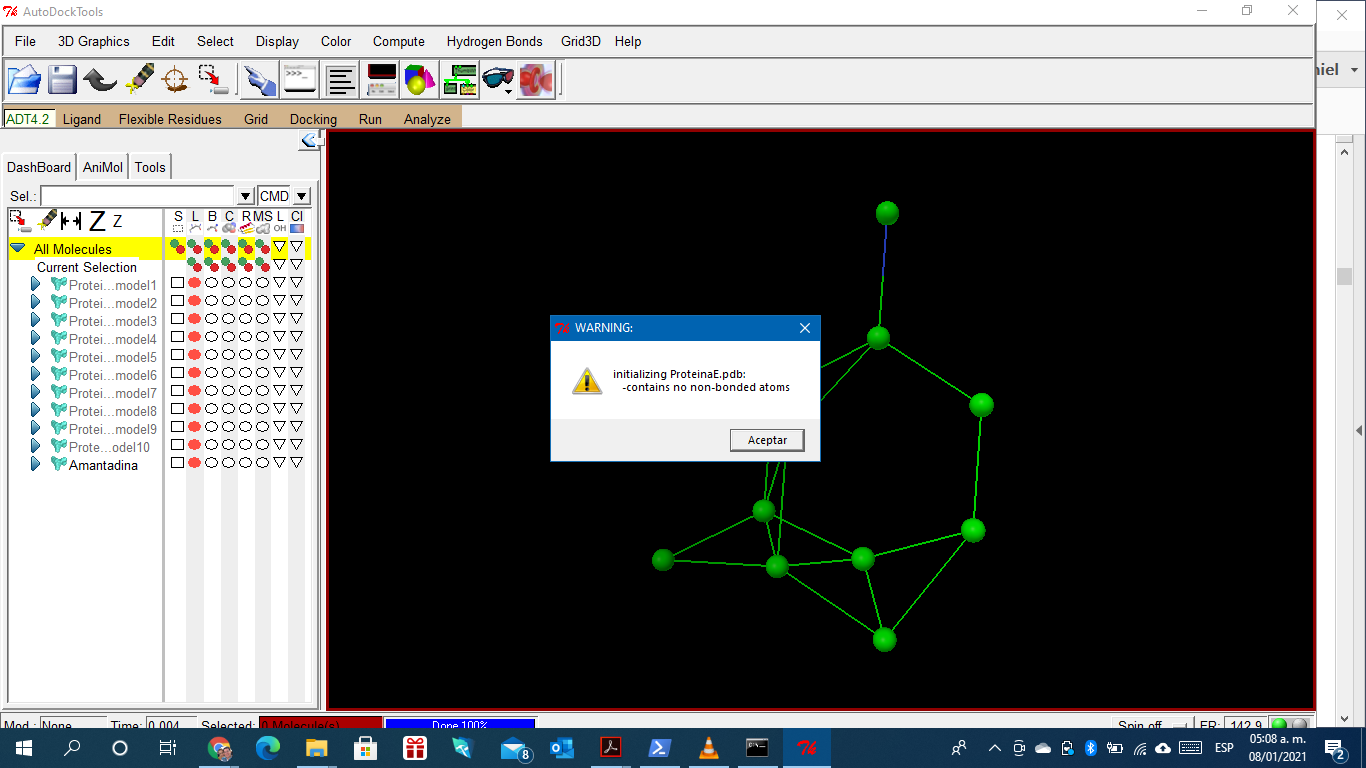 AutoDockTools
File 3D Graphics Edit Select Display Color Compute Hydrogen Bonds Grid3D Help
niel
>>>_
ADT4.2 Ligand Flexible Residues Grid Docking Run Analyze
DashBoard AniMol Tools
Sel.: CMD
Z Z
S L B C R MS L Cl
OH
All Molecules
Current Selection
Protei...model1
Protei...model2
Protei...model3
Protei...model4
Protei...model5
Protei...model6
Protei...model7
Protei...model8
Protei...model9
Prote...odel10
Amantadina
WARNING:
initializing ProteinaE.pdb:
-contains no non-bonded atoms
Aceptar
Mod.: None Time: 0.004 Selected: 0 Molecule(s) Done 100% Spin off FR: 142.9
8
ESP
05:08 a. m.
08/01/2021
2